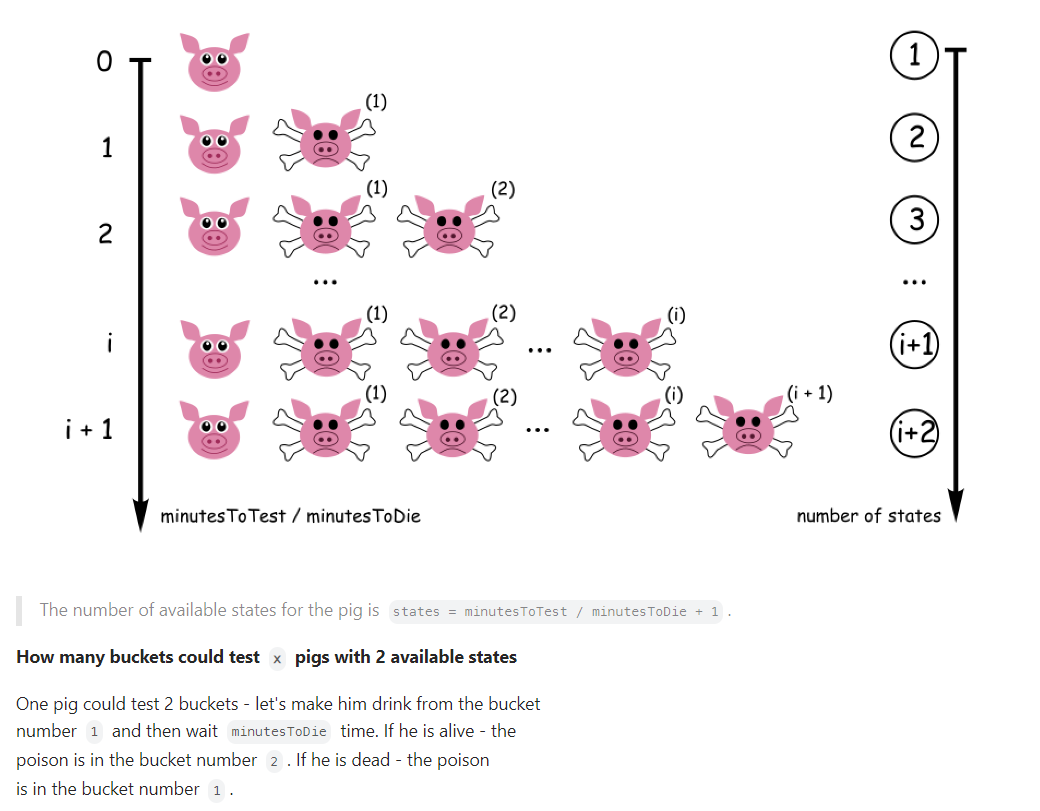 0
1
1
(1)
2
(1)
(2)
2
3
...
...
i
(1)
(2)
...
(i)
i+1
i + 1
(1)
(2)
...
(i)
(i + 1)
i+2
minutesToTest / minutesToDie
number of states
The number of available states for the pig is states = minutesToTest / minutesToDie + 1 .
How many buckets could test x pigs with 2 available states
One pig could test 2 buckets - let's make him drink from the bucket
number 1 and then wait minutesToDie time. If he is alive - the
poison is in the bucket number 2 . If he is dead - the poison
is in the bucket number 1 .